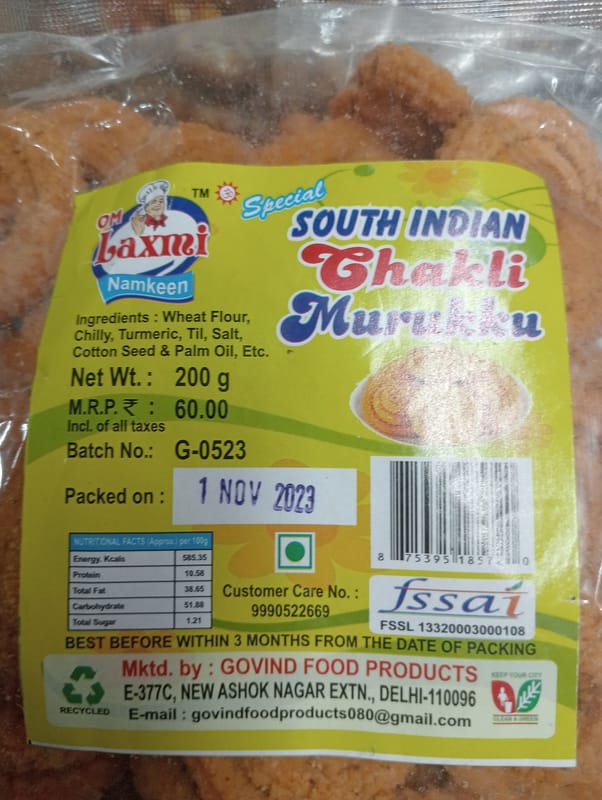 TM
Special
OM
Laxmi
Namkeen
SOUTH INDIAN
Chakli
Murukku
Ingredients : Wheat Flour,
Chilly, Turmeric, Til, Salt,
Cotton Seed & Palm Oil, Etc.
Net Wt. : 200 g
M.R.P. ₹ : 60.00
Incl. of all taxes
Batch No.: G-0523
Packed on : 1 NOV 2023
NUTRITIONAL FACTS (Approx.) per 100g
Energy. Kcals 585.35
Protein 10.58
Total Fat 38.65
Carbohydrate 51.88
Total Sugar 1.21
Customer Care No. :
9990522669
8 75395 18572 0
fssai
FSSL 13320003000108
BEST BEFORE WITHIN 3 MONTHS FROM THE DATE OF PACKING
Mktd. by : GOVIND FOOD PRODUCTS
E-377C, NEW ASHOK NAGAR EXTN., DELHI-110096
E-mail : govindfoodproducts080@gmail.com
RECYCLED
KEEP YOUR CITY
CLEAN & GREEN